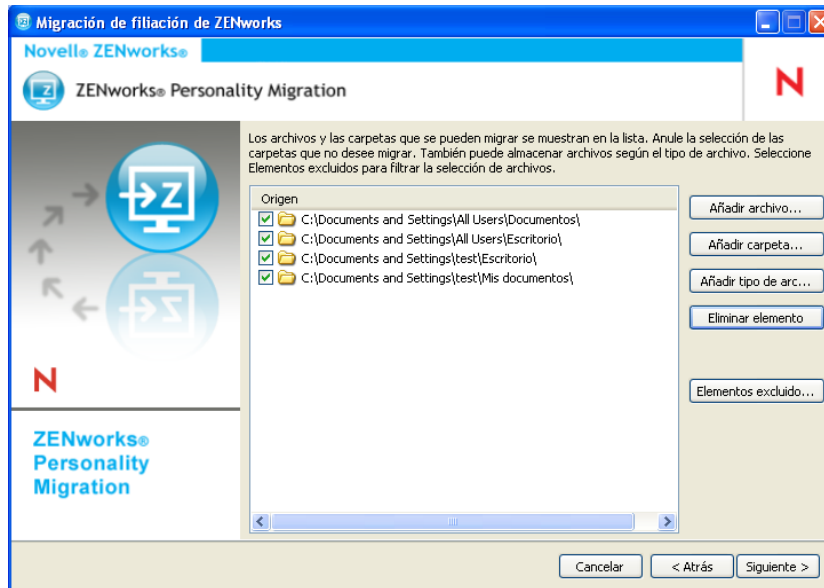 Migración de filiación de ZENworks
Novell® ZENworks®
ZENworks® Personality Migration
N
Los archivos y las carpetas que se pueden migrar se muestran en la lista. Anule la selección de las
carpetas que no desee migrar. También puede almacenar archivos según el tipo de archivo. Seleccione
Elementos excluidos para filtrar la selección de archivos.
Origen
C:\Documents and Settings\All Users\Documentos\
C:\Documents and Settings\All Users\Escritorio\
C:\Documents and Settings\test\Escritorio\
C:\Documents and Settings\test\Mis documentos\
Añadir archivo...
Añadir carpeta...
Añadir tipo de arc...
Eliminar elemento
Elementos excluido...
Z
N
ZENworks®
Personality
Migration
Cancelar
< Atrás
Siguiente >